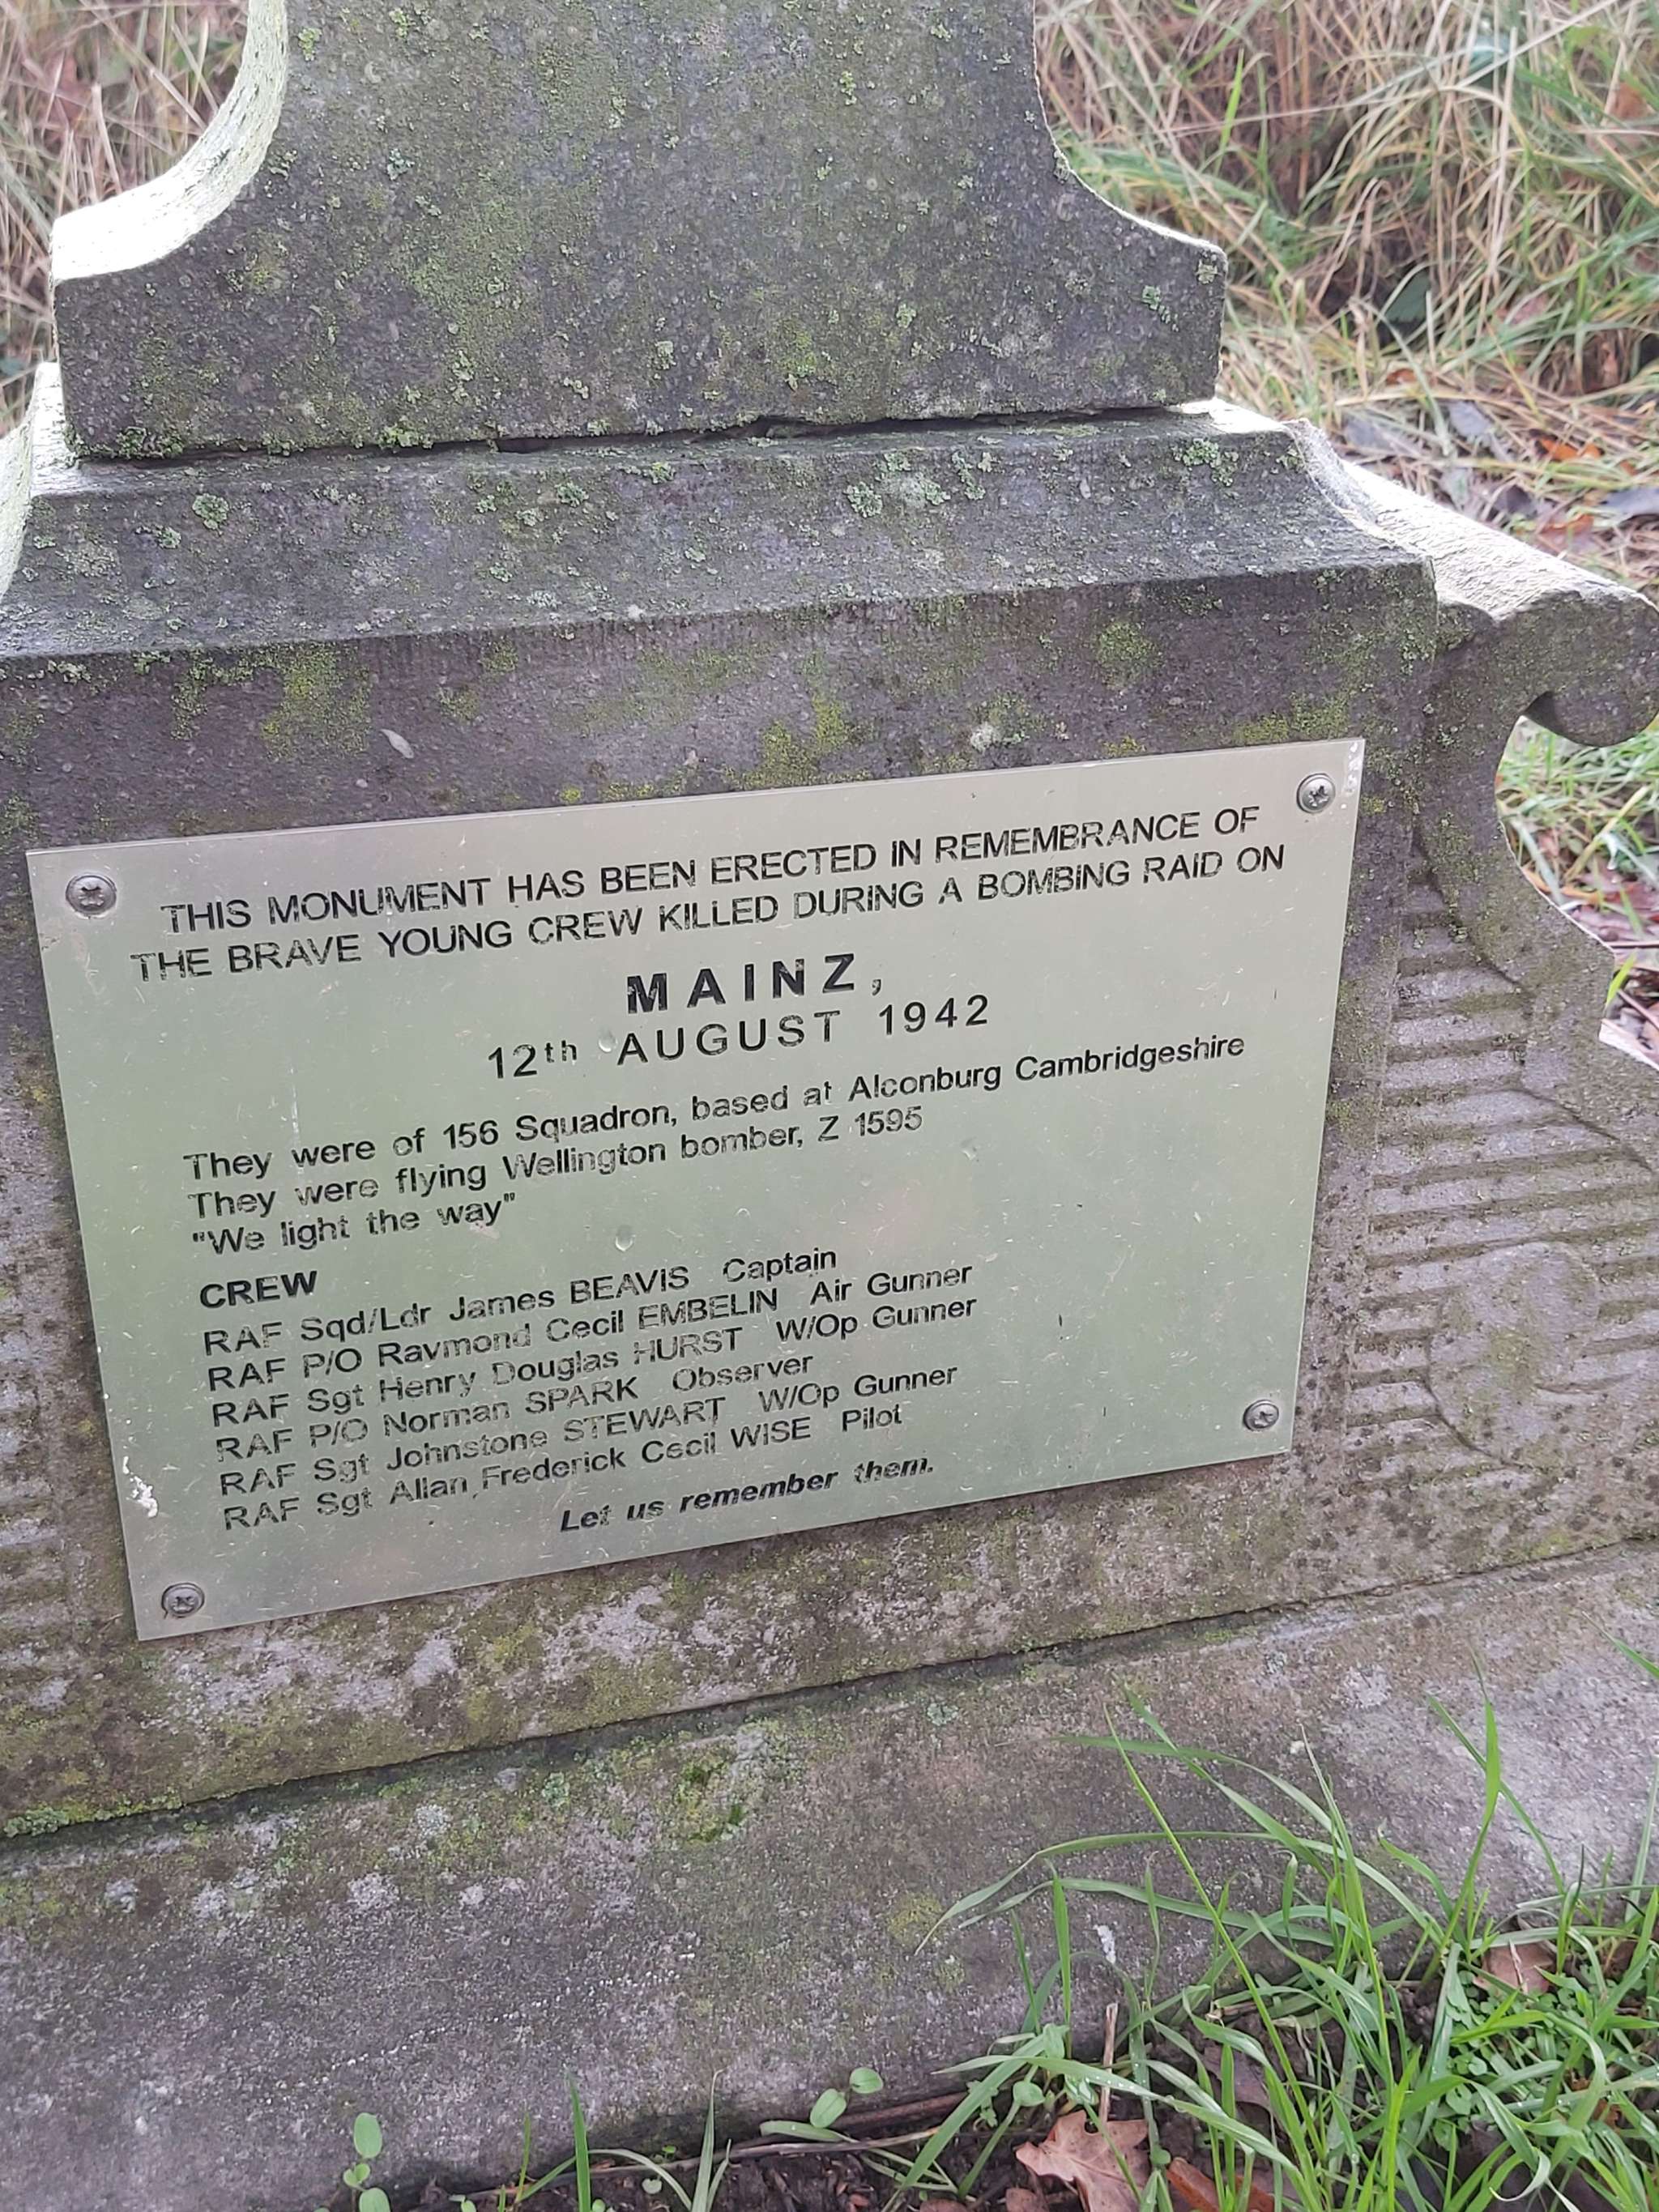 THIS MONUMENT HAS BEEN ERECTED IN REMEMBRANCE OF
THE BRAVE YOUNG CREW KILLED DURING A BOMBING RAID ON
MAINZ,
12th AUGUST 1942
They were of 156 Squadron, based at Alconburg Cambridgeshire
They were flying Wellington bomber, Z 1595
"We light the way"
CREW
RAF Sqd/Ldr James BEAVIS Captain
RAF P/O Raymond Cecil EMBELIN Air Gunner
RAF Sgt Henry Douglas HURST W/Op Gunner
RAF P/O Norman SPARK Observer
RAF Sgt Johnstone STEWART W/Op Gunner
RAF Sgt Allan Frederick Cecil WISE Pilot
Let us remember them.